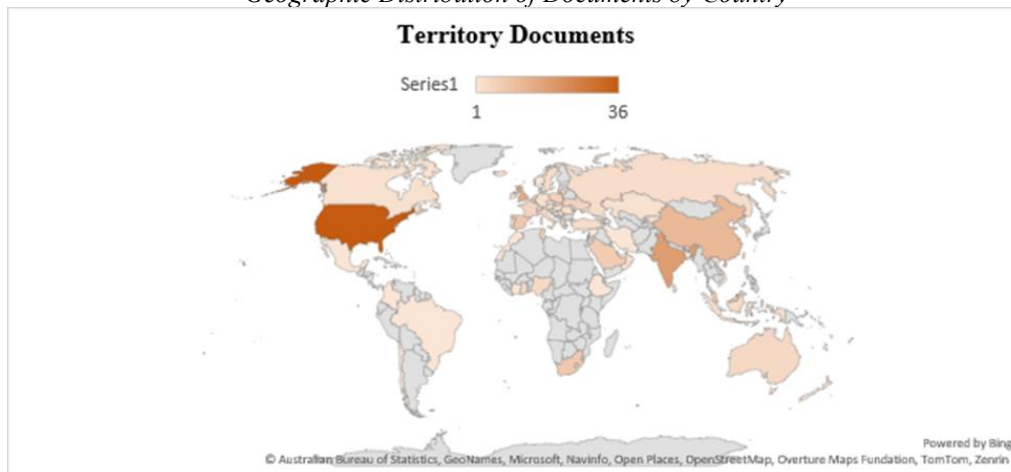 Geographic Distribution of Documents by Country
Territory Documents
Series1
1 36
Powered by Bing
© Australian Bureau of Statistics, GeoNames, Microsoft, Navinfo, Open Places, OpenStreetMap, Overture Maps Fundation, TomTom, Zenrin